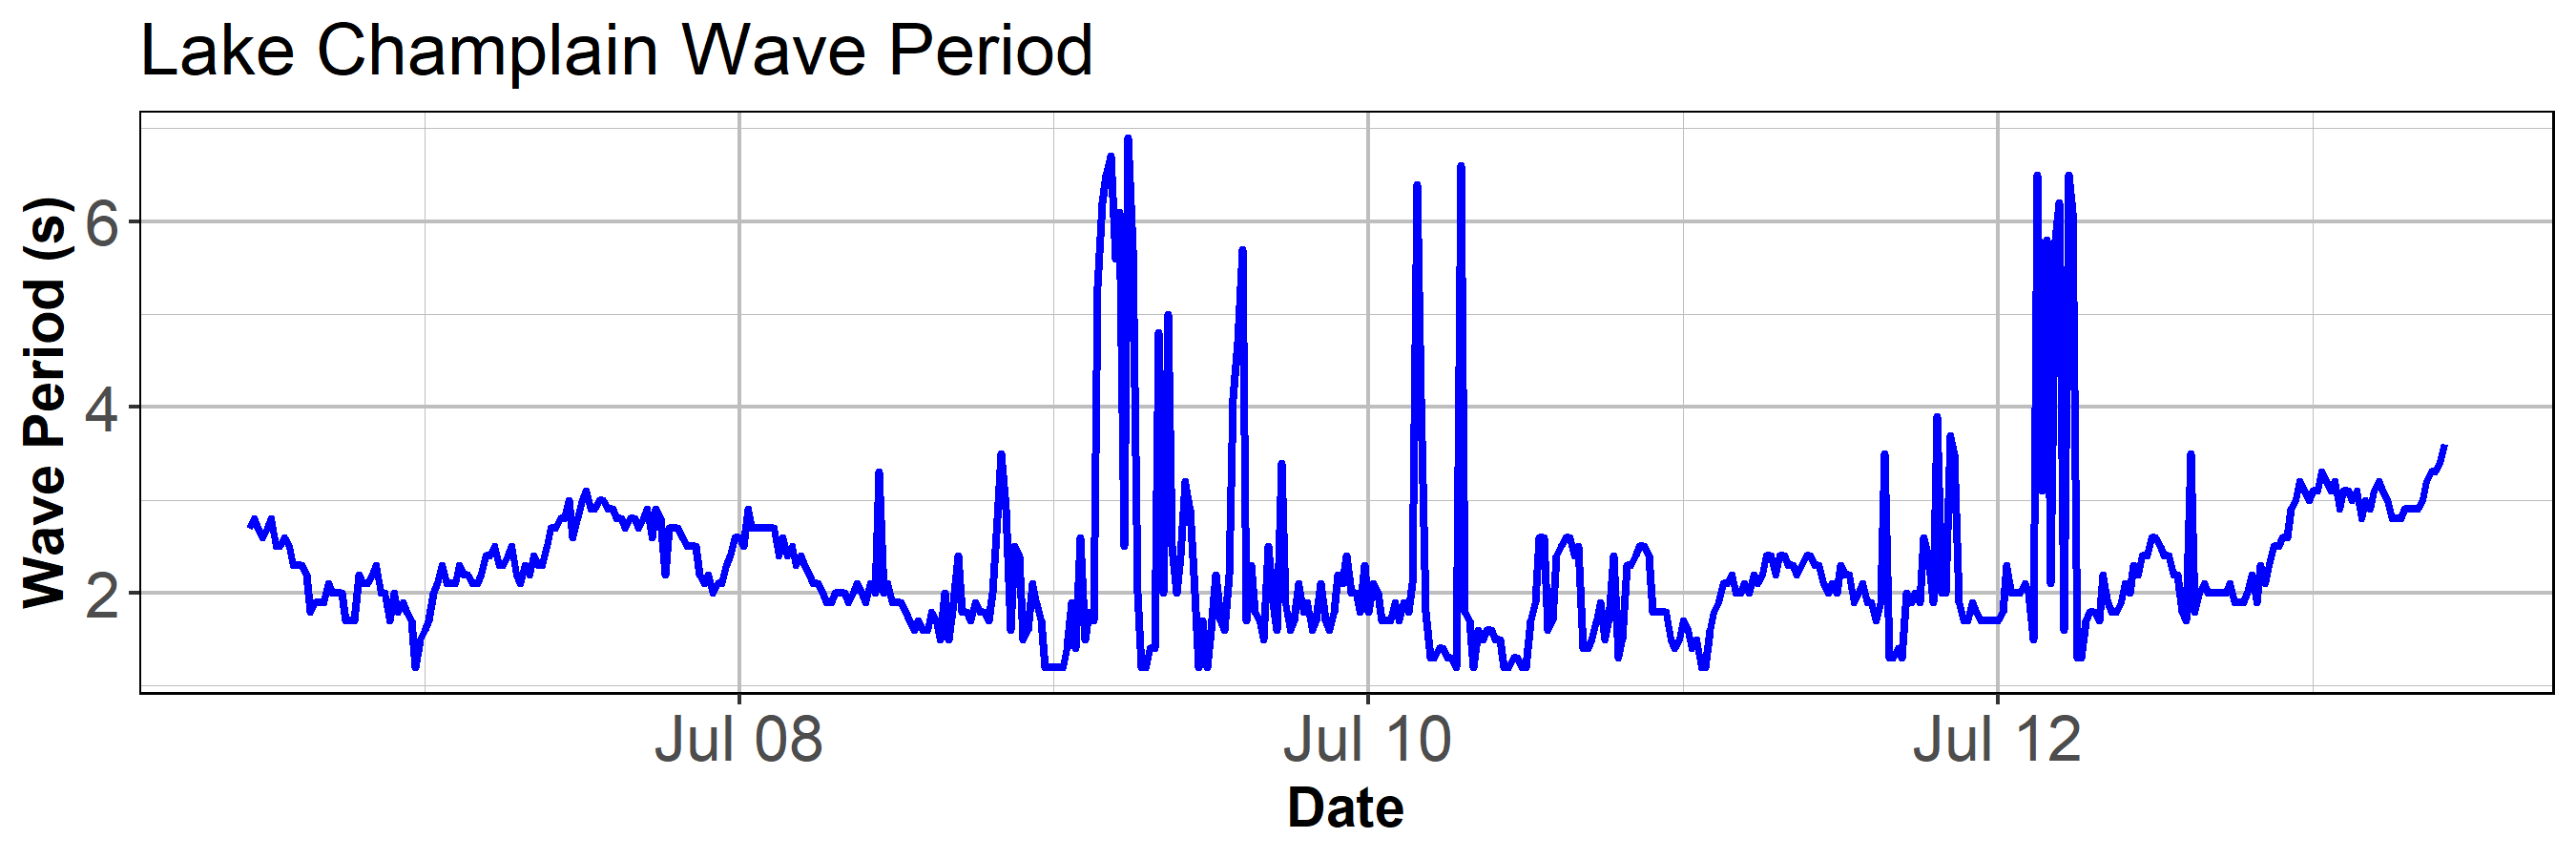 Lake Champlain Wave Period
Wave Period (s)
6
4
2
Jul 08
Jul 10
Jul 12
Date